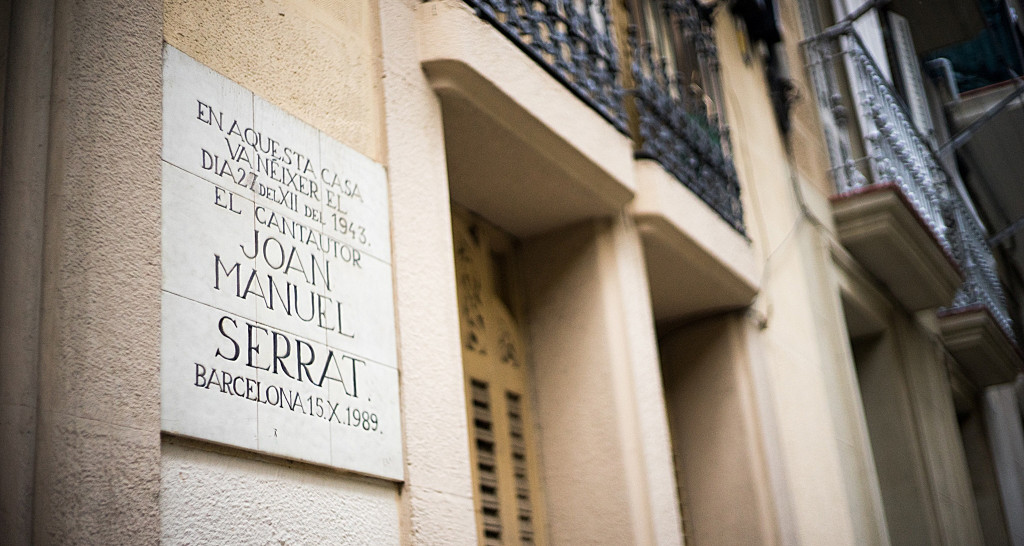 EN AQUESTA CASA
VA NÉIXER EL
DIA 27 DEL XII DEL 1943.
EL CANTAUTOR
JOAN
MANUEL
SERRAT.
BARCELONA 15.X.1989.